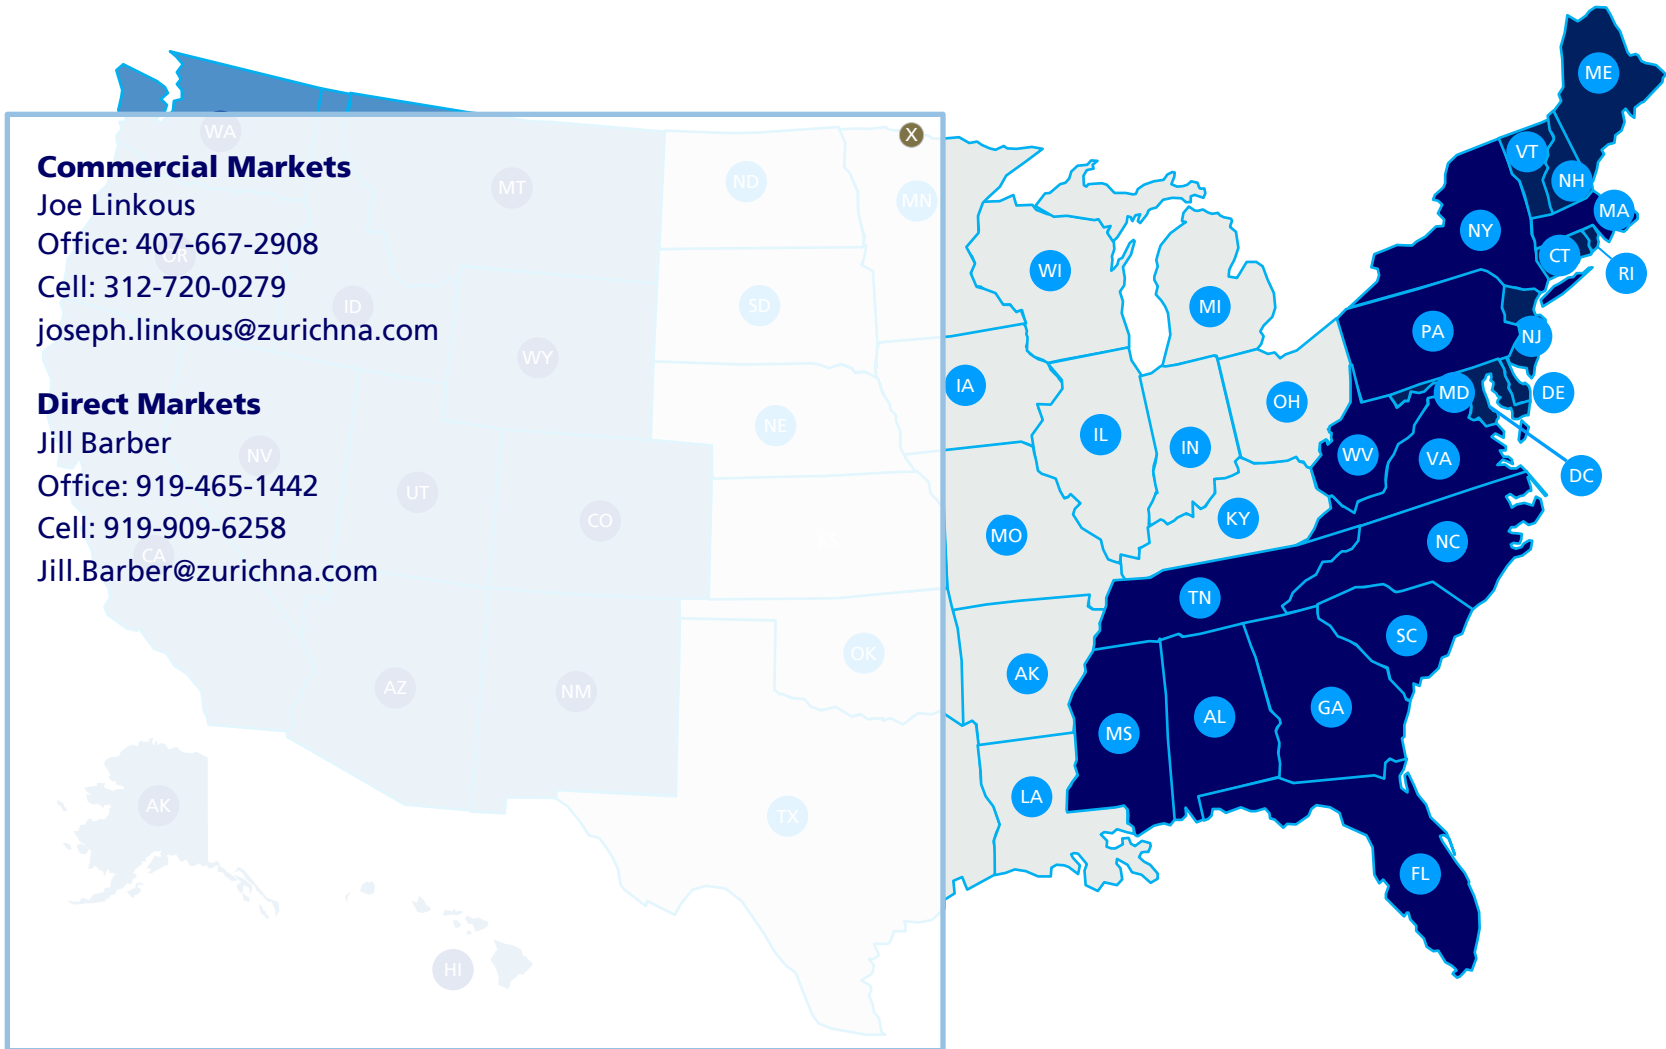 X
Commercial Markets
Joe Linkous
Office: 407-667-2908
Cell: 312-720-0279
joseph.linkous@zurichna.com
Direct Markets
Jill Barber
Office: 919-465-1442
Cell: 919-909-6258
Jill.Barber@zurichna.com
WA
MT
ND
MN
OR
ID
SD
WY
NE
NV
UT
CO
CA
OK
AZ
NM
AK
TX
HI
ME
VT
NH
MA
NY
CT
RI
WI
MI
PA
NJ
IA
OH
MD
DE
IL
IN
WV
VA
DC
MO
KY
NC
TN
SC
AK
MS
AL
GA
LA
FL